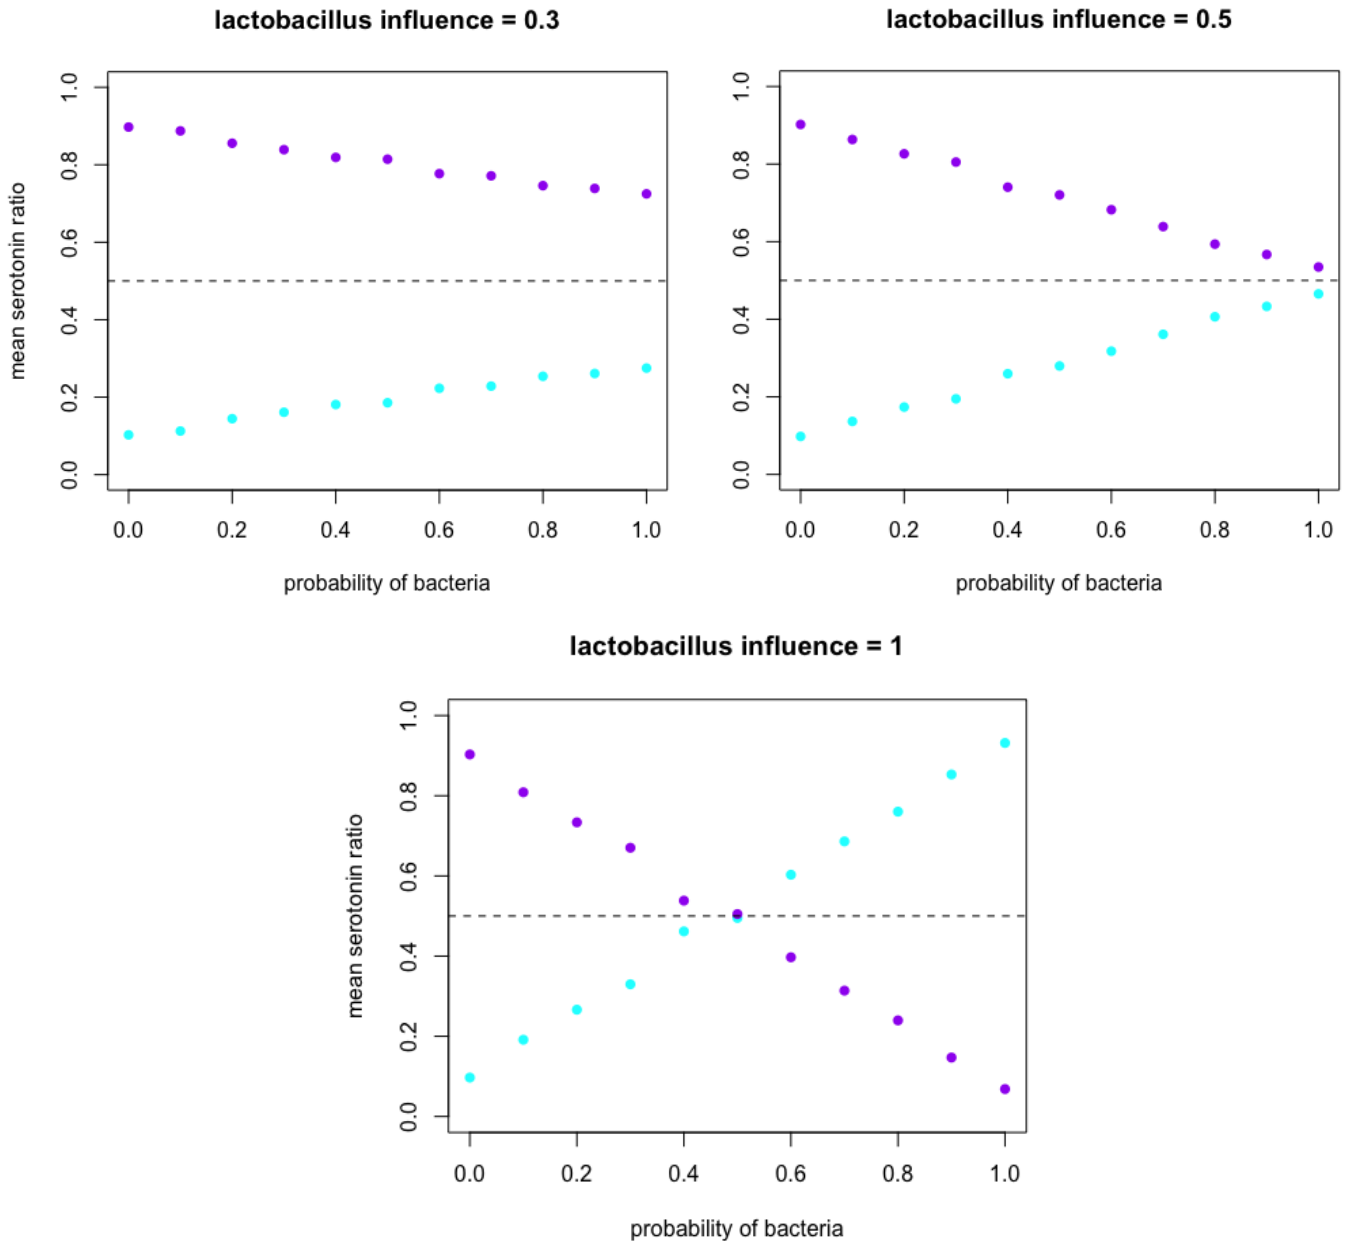 lactobacillus influence = 0.3
mean serotonin ratio
1.0
0.8
0.6
0.4
0.2
0.0
0.0 0.2 0.4 0.6 0.8 1.0
probability of bacteria
lactobacillus influence = 0.5
1.0
0.8
0.6
0.4
0.2
0.0
0.0 0.2 0.4 0.6 0.8 1.0
probability of bacteria
lactobacillus influence = 1
mean serotonin ratio
1.0
0.8
0.6
0.4
0.2
0.0
0.0 0.2 0.4 0.6 0.8 1.0
probability of bacteria